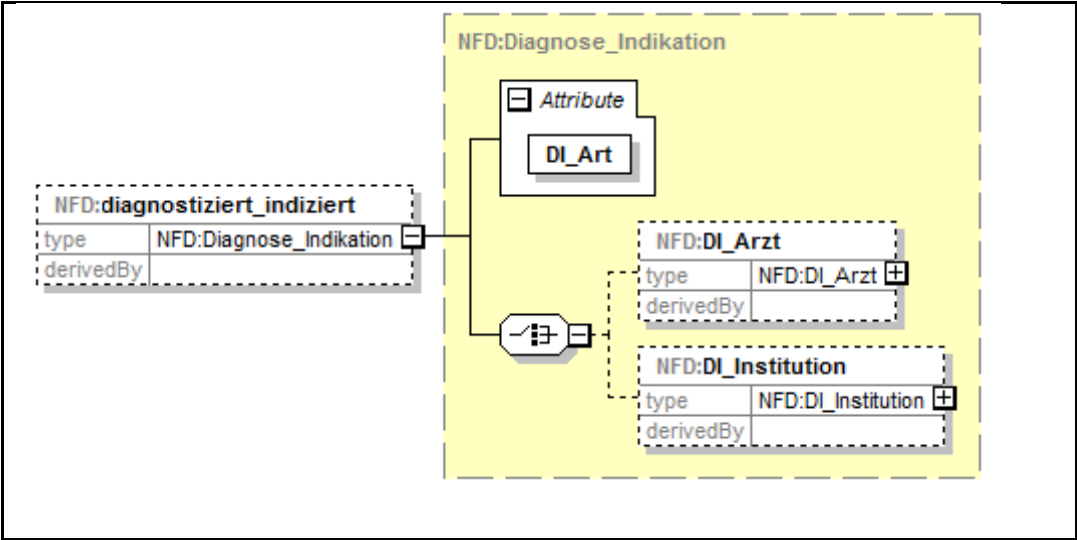 NFD:Diagnose_Indikation
Attribute
DI_Art
NFD:diagnostiziert_indiziert
type NFD:Diagnose_Indikation
derivedBy
NFD:DI_Arzt
type NFD:DI_Arzt
derivedBy
NFD:DI_Institution
type NFD:DI_Institution
derivedBy